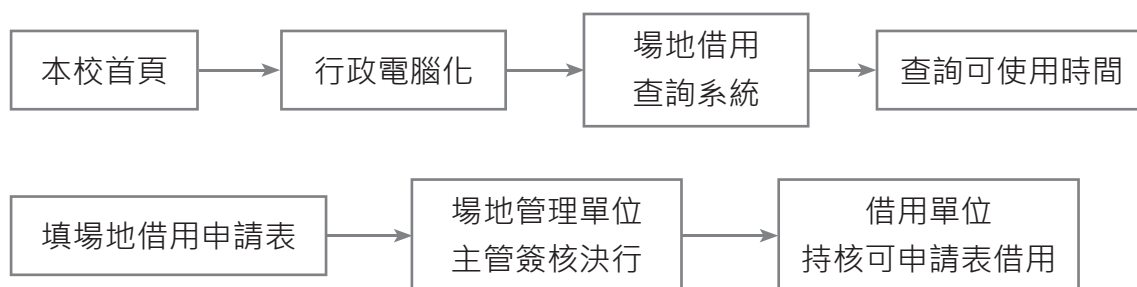 本校首頁
行政電腦化
場地借用
查詢系統
查詢可使用時間
填場地借用申請表
場地管理單位
主管簽核決行
借用單位
持核可申請表借用